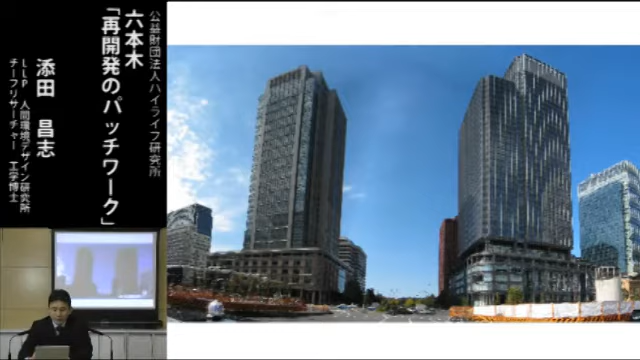 公益財団法人ハイライフ研究所
六本木
「再開発のパッチワーク」
添田 昌志
LLP 人間環境デザイン研究所
チーフリサーチャー 工学博士